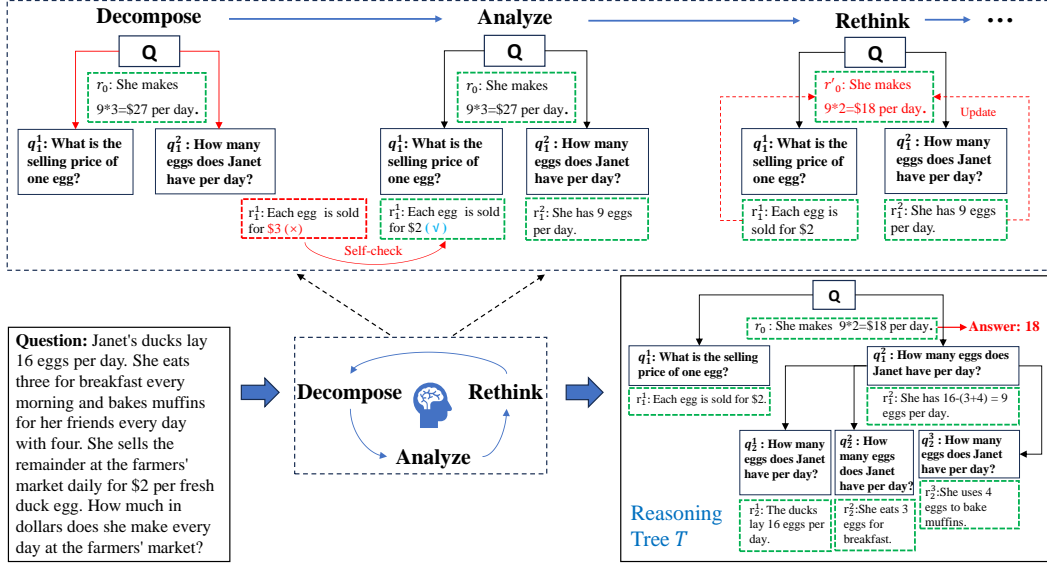 Decompose
Analyze
Rethink
...
Q
r₀: She makes
9*3=$27 per day.
q₁¹: What is the
selling price of
one egg?
q₁²: How many
eggs does Janet
have per day?
r₁¹: Each egg is sold
for $3 (×)
Q
r₀: She makes
9*3=$27 per day.
q₁¹: What is the
selling price of
one egg?
q₁²: How many
eggs does Janet
have per day?
r₁¹: Each egg is sold
for $2 (√)
r₁²: She has 9 eggs
per day.
Self-check
Q
r'₀: She makes
9*2=$18 per day.
Update
q₁¹: What is the
selling price of
one egg?
q₁²: How many
eggs does Janet
have per day?
r₁¹: Each egg is
sold for $2
r₁²: She has 9 eggs
per day.
Question: Janet's ducks lay
16 eggs per day. She eats
three for breakfast every
morning and bakes muffins
for her friends every day
with four. She sells the
remainder at the farmers'
market daily for $2 per fresh
duck egg. How much in
dollars does she make every
day at the farmers' market?
Decompose
Rethink
Analyze
Q
r₀: She makes 9*2=$18 per day.
Answer: 18
q₁¹: What is the selling
price of one egg?
r₁¹: Each egg is sold for $2.
q₁²: How many eggs does
Janet have per day?
r₁²: She has 16-(3+4) = 9
eggs per day.
q₂¹: How many
eggs does Janet
have per day?
r₂¹: The ducks
lay 16 eggs per
day.
q₂²: How
many eggs
does Janet
have per day?
r₂²:She eats 3
eggs for
breakfast.
q₂³: How many
eggs does Janet
have per day?
r₂³:She uses 4
eggs to bake
muffins.
Reasoning
Tree T